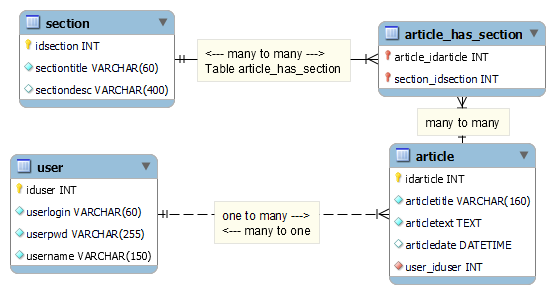 section
idsection INT
sectiontitle VARCHAR(60)
sectiondesc VARCHAR(400)
<--- many to many --->
Table article_has_section
article_has_section
article_idarticle INT
section_idsection INT
many to many
user
iduser INT
userlogin VARCHAR(60)
userpwd VARCHAR(255)
username VARCHAR(150)
one to many --->
<--- many to one
article
idarticle INT
articletitle VARCHAR(160)
articletext TEXT
articledate DATETIME
user_iduser INT